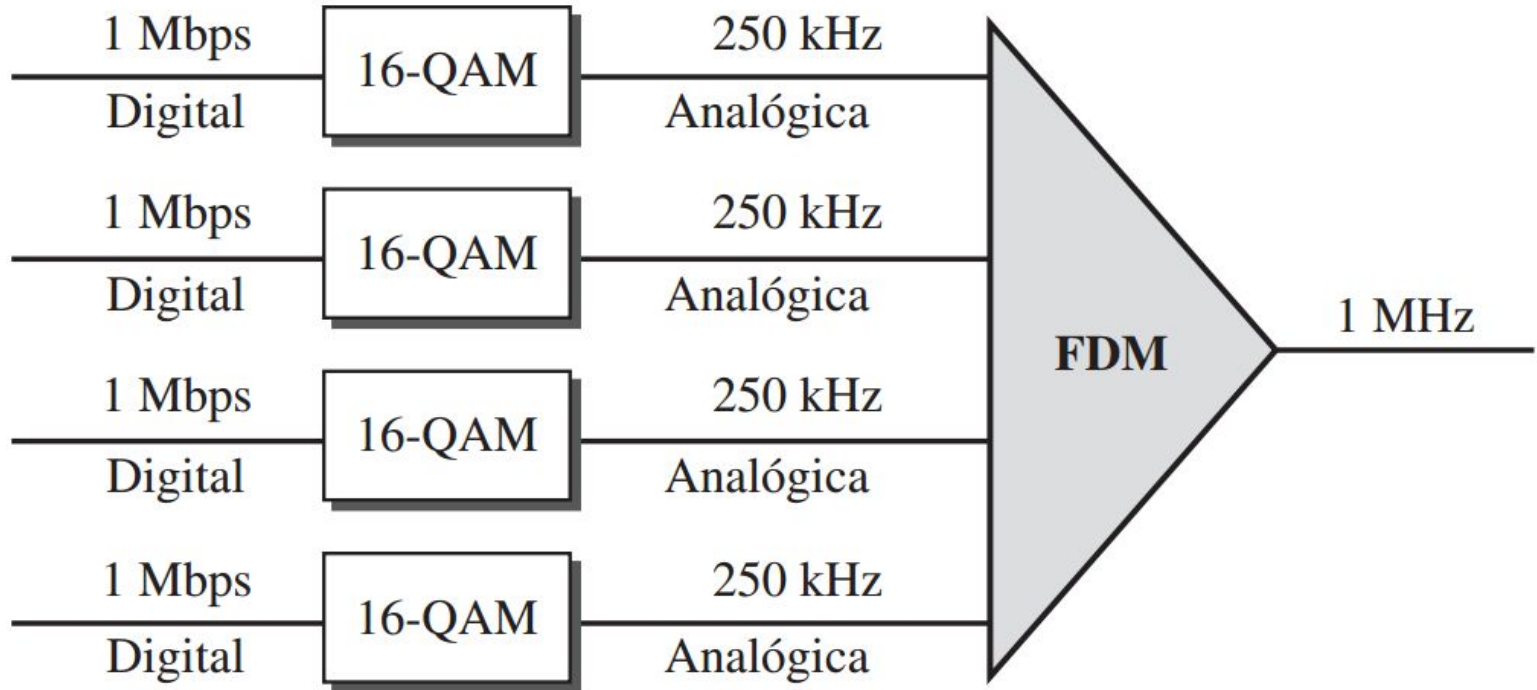 1 Mbps
Digital
16-QAM
250 kHz
Analógica
1 Mbps
Digital
16-QAM
250 kHz
Analógica
1 Mbps
Digital
16-QAM
250 kHz
Analógica
1 Mbps
Digital
16-QAM
250 kHz
Analógica
FDM
1 MHz